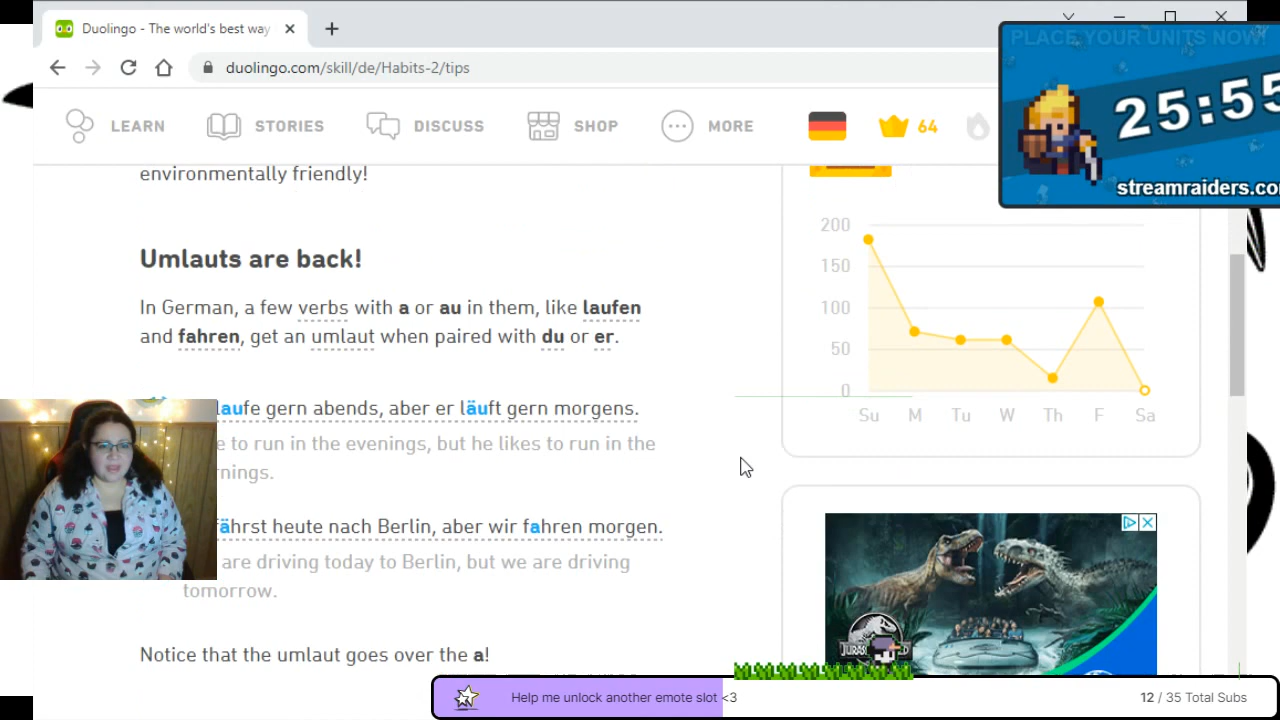 Duolingo - The world's best way
duolingo.com/skill/de/Habits-2/tips
PLACE YOUR UNITS NOW!
25:55
streamraiders.co
LEARN
STORIES
DISCUSS
SHOP
MORE
64
environmentally friendly!
Umlauts are back!
In German, a few verbs with a or au in them, like laufen
and fahren, get an umlaut when paired with du or er.
laufe gern abends, aber er läuft gern morgens.
e to run in the evenings, but he likes to run in the
rnings.
fährst heute nach Berlin, aber wir fahren morgen.
are driving today to Berlin, but we are driving
tomorrow.
Notice that the umlaut goes over the a!
200
150
100
50
0
Su M Tu W Th F Sa
Help me unlock another emote slot <3
12 / 35 Total Subs